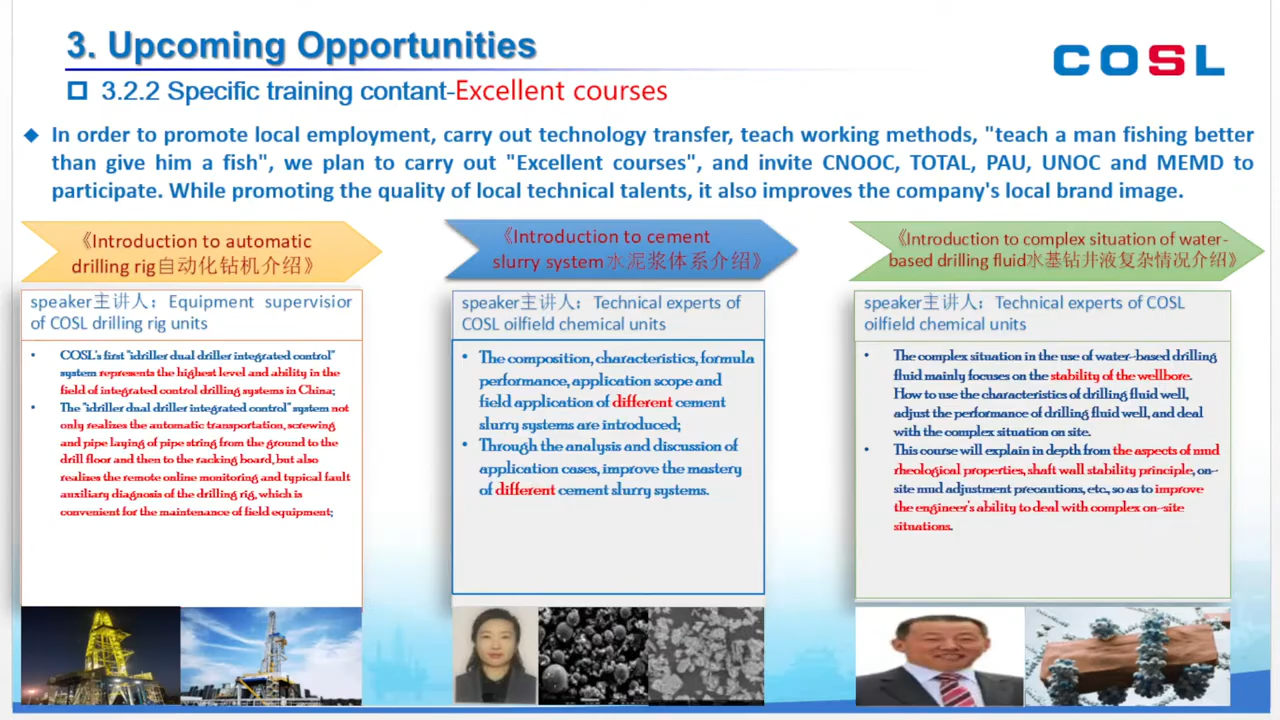 3. Upcoming Opportunities
COSL
3.2.2 Specific training contant-Excellent courses
In order to promote local employment, carry out technology transfer, teach working methods, "teach a man fishing better
than give him a fish", we plan to carry out "Excellent courses", and invite CNOOC, TOTAL, PAU, UNOC and MEMD to
participate. While promoting the quality of local technical talents, it also improves the company's local brand image.
《Introduction to automatic
drilling rig自动化钻机介绍》
speaker主讲人：Equipment supervisior
of COSL drilling rig units
• COSL's first "idriller dual driller integrated control"
system represents the highest level and ability in the
field of integrated control drilling systems in China;
• The "idriller dual driller integrated control" system not
only realizes the automatic transportation, screwing
and pipe laying of pipe string from the ground to the
drill floor and then to the racking board, but also
realizes the remote online monitoring and typical fault
auxiliary diagnosis of the drilling rig, which is
convenient for the maintenance of field equipment;
《Introduction to cement
slurry system水泥浆体系介绍》
speaker主讲人：Technical experts of
COSL oilfield chemical units
• The composition, characteristics, formula
performance, application scope and
field application of different cement
slurry systems are introduced;
• Through the analysis and discussion of
application cases, improve the mastery
of different cement slurry systems.
《Introduction to complex situation of water-
based drilling fluid水基钻井液复杂情况介绍》
speaker主讲人：Technical experts of COSL
oilfield chemical units
• The complex situation in the use of water-based drilling
fluid mainly focuses on the stability of the wellbore.
How to use the characteristics of drilling fluid well,
adjust the performance of drilling fluid well, and deal
with the complex situation on site.
• This course will explain in depth from the aspects of mud
rheological properties, shaft wall stability principle, on-
site mud adjustment precautions, etc., so as to improve
the engineer's ability to deal with complex on-site
situations.